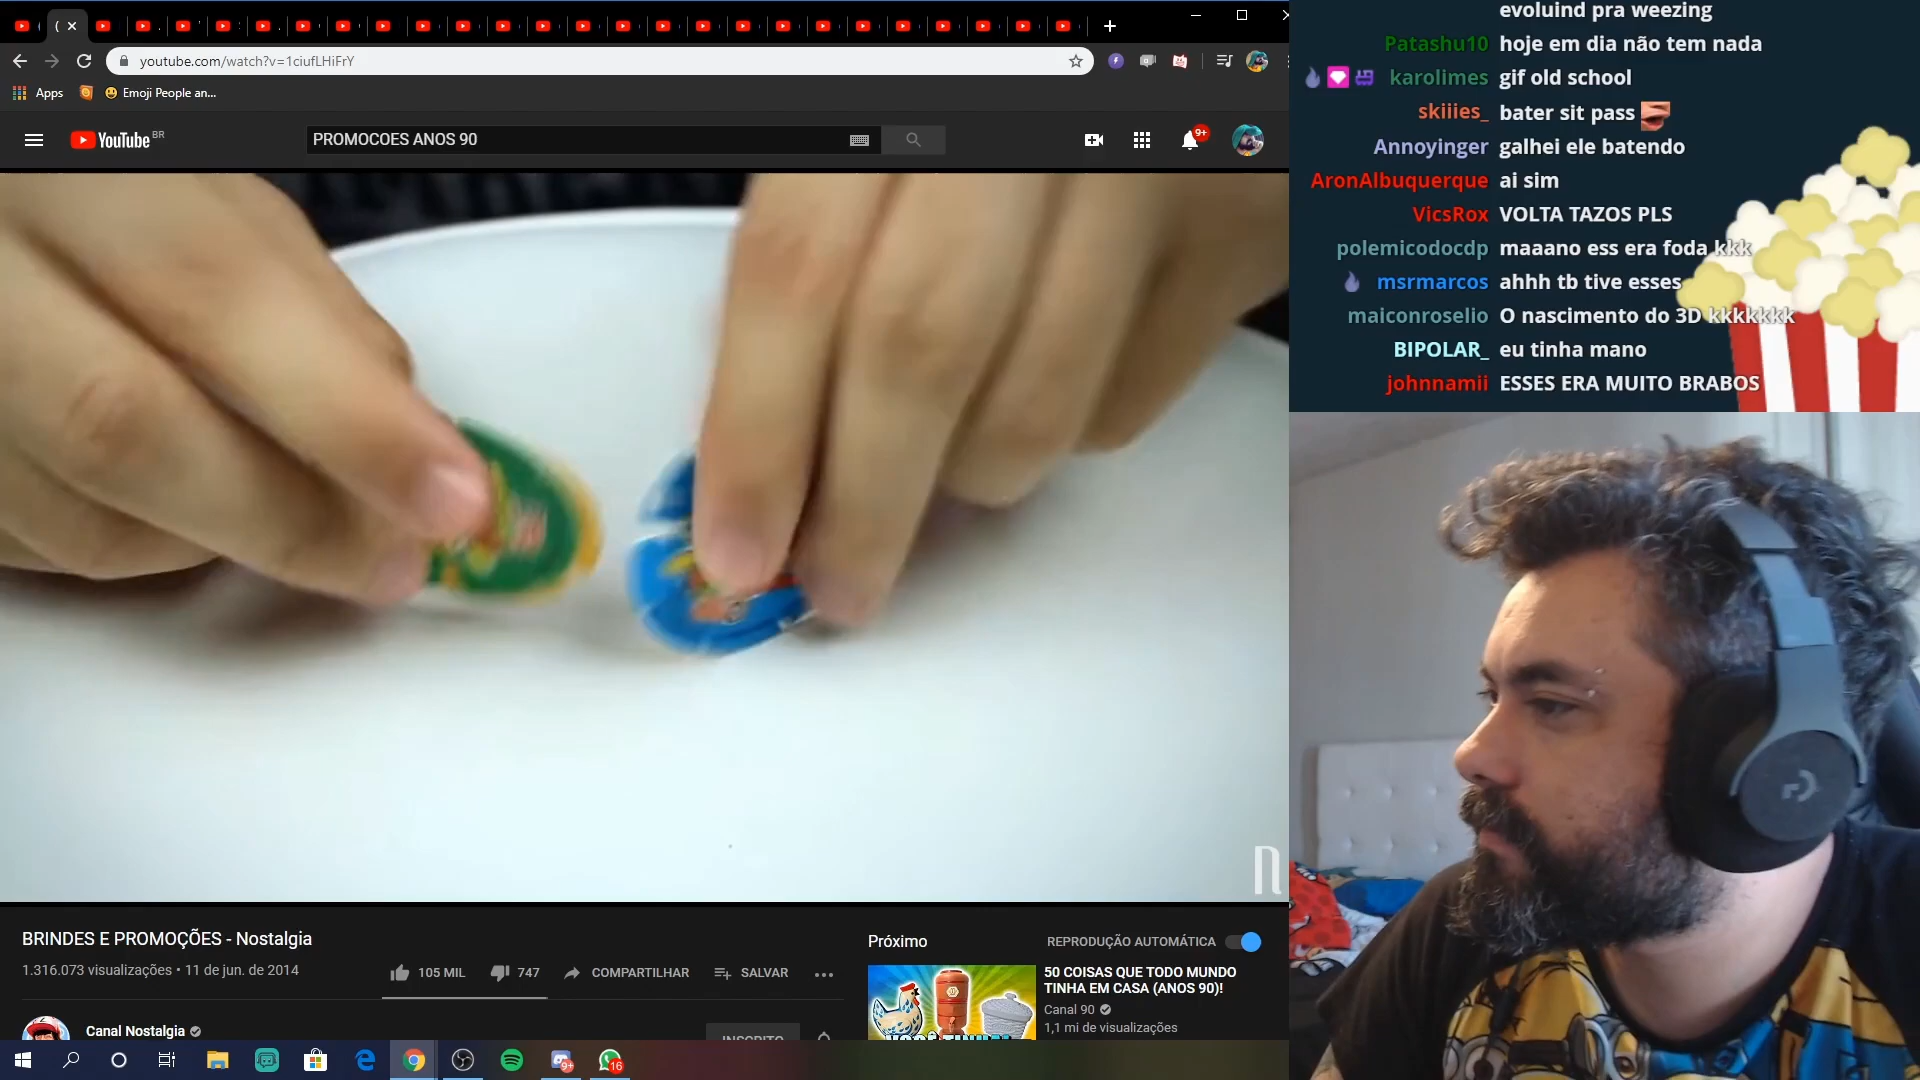 youtube.com/watch?v=1ciufLHiFrY
Apps
Emoji People an...
YouTube BR
PROMOCOES ANOS 90
9+
BRINDES E PROMOÇÕES - Nostalgia
1.316.073 visualizações • 11 de jun. de 2014
105 MIL
747
COMPARTILHAR
SALVAR
Canal Nostalgia
INSCRITO
Próximo
REPRODUÇÃO AUTOMÁTICA
50 COISAS QUE TODO MUNDO
TINHA EM CASA (ANOS 90)!
Canal 90
1,1 mi de visualizações
9+
16
evoluind pra weezing
Patashu10 hoje em dia não tem nada
karolimes gif old school
skiiies_ bater sit pass
Annoyinger galhei ele batendo
AronAlbuquerque ai sim
VicsRox VOLTA TAZOS PLS
polemicodocdp maaano ess era foda kkk
msrmarcos ahhh tb tive esses
maiconroselio O nascimento do 3D kkkkkkk
BIPOLAR_ eu tinha mano
johnnamii ESSES ERA MUITO BRABOS